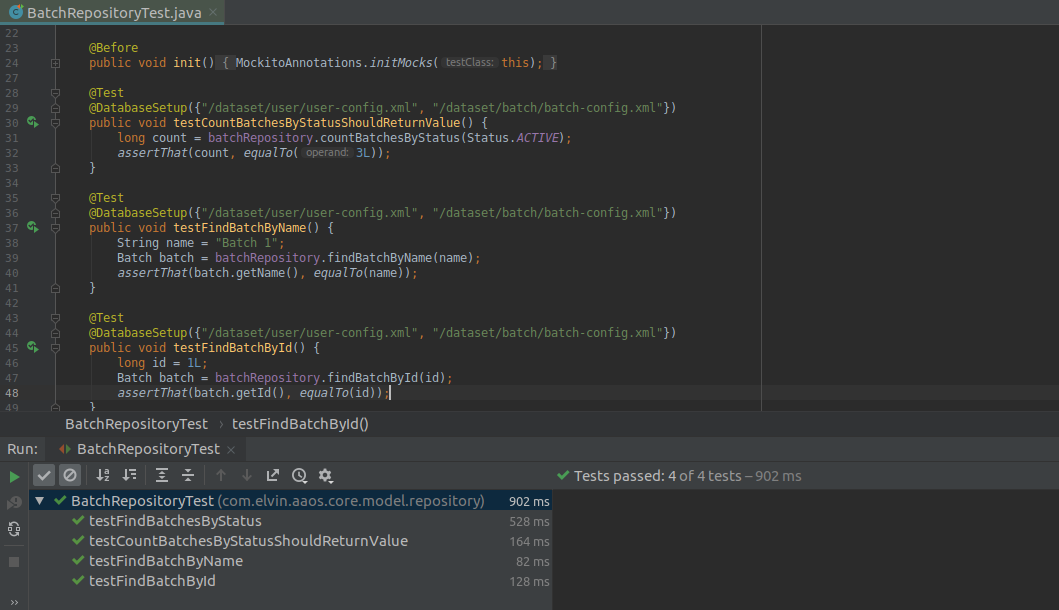 BatchRepositoryTest.java ×
22
23 @Before
24 public void init() { MockitoAnnotations.initMocks( testClass: this); }
27
28 @Test
29 @DatabaseSetup({"/dataset/user/user-config.xml", "/dataset/batch/batch-config.xml"})
30 public void testCountBatchesByStatusShouldReturnValue() {
31 long count = batchRepository.countBatchesByStatus(Status.ACTIVE);
32 assertThat(count, equalTo( operand: 3L));
33 }
34
35 @Test
36 @DatabaseSetup({"/dataset/user/user-config.xml", "/dataset/batch/batch-config.xml"})
37 public void testFindBatchByName() {
38 String name = "Batch 1";
39 Batch batch = batchRepository.findBatchByName(name);
40 assertThat(batch.getName(), equalTo(name));
41 }
42
43 @Test
44 @DatabaseSetup({"/dataset/user/user-config.xml", "/dataset/batch/batch-config.xml"})
45 public void testFindBatchById() {
46 long id = 1L;
47 Batch batch = batchRepository.findBatchById(id);
48 assertThat(batch.getId(), equalTo(id));
49 }
BatchRepositoryTest › testFindBatchById()
Run: BatchRepositoryTest ×
Tests passed: 4 of 4 tests – 902 ms
BatchRepositoryTest (com.elvin.aaos.core.model.repository) 902 ms
testFindBatchesByStatus 528 ms
testCountBatchesByStatusShouldReturnValue 164 ms
testFindBatchByName 82 ms
testFindBatchById 128 ms